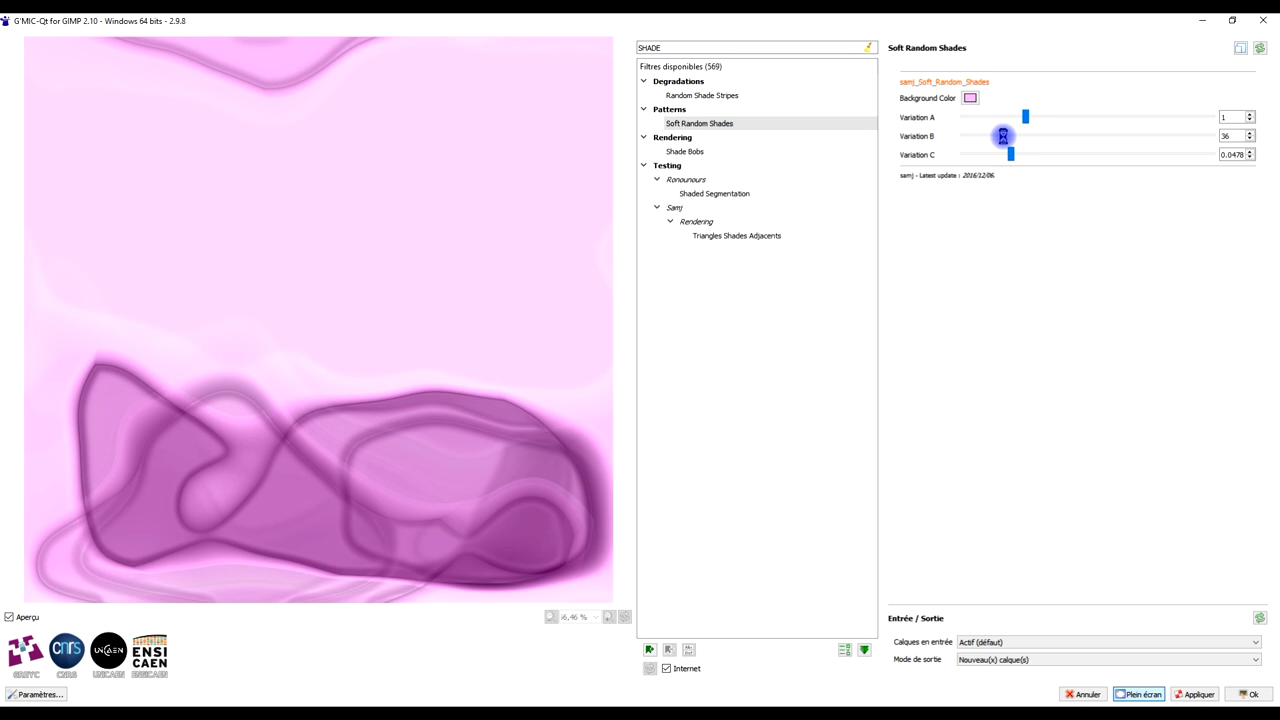 G'MIC-Qt for GIMP 2.10 - Windows 64 bits - 2.9.8
SHADE
Filtres disponibles (569)
Degradations
Random Shade Stripes
Patterns
Soft Random Shades
Rendering
Shade Bobs
Testing
Ronounours
Shaded Segmentation
Samj
Rendering
Triangles Shades Adjacents
Soft Random Shades
samj_Soft_Random_Shades
Background Color
Variation A
1
Variation B
36
Variation C
0.0478
samj - Latest update : 2016/12/06.
Aperçu
6,46 %
GREYC
CNRS
UNICAEN
ENSICAEN
cnrs
UNICAEN
ENSI
CAEN
Internet
Entrée / Sortie
Calques en entrée
Actif (défaut)
Mode de sortie
Nouveau(x) calque(s)
Paramètres...
Annuler
Plein écran
Appliquer
Ok